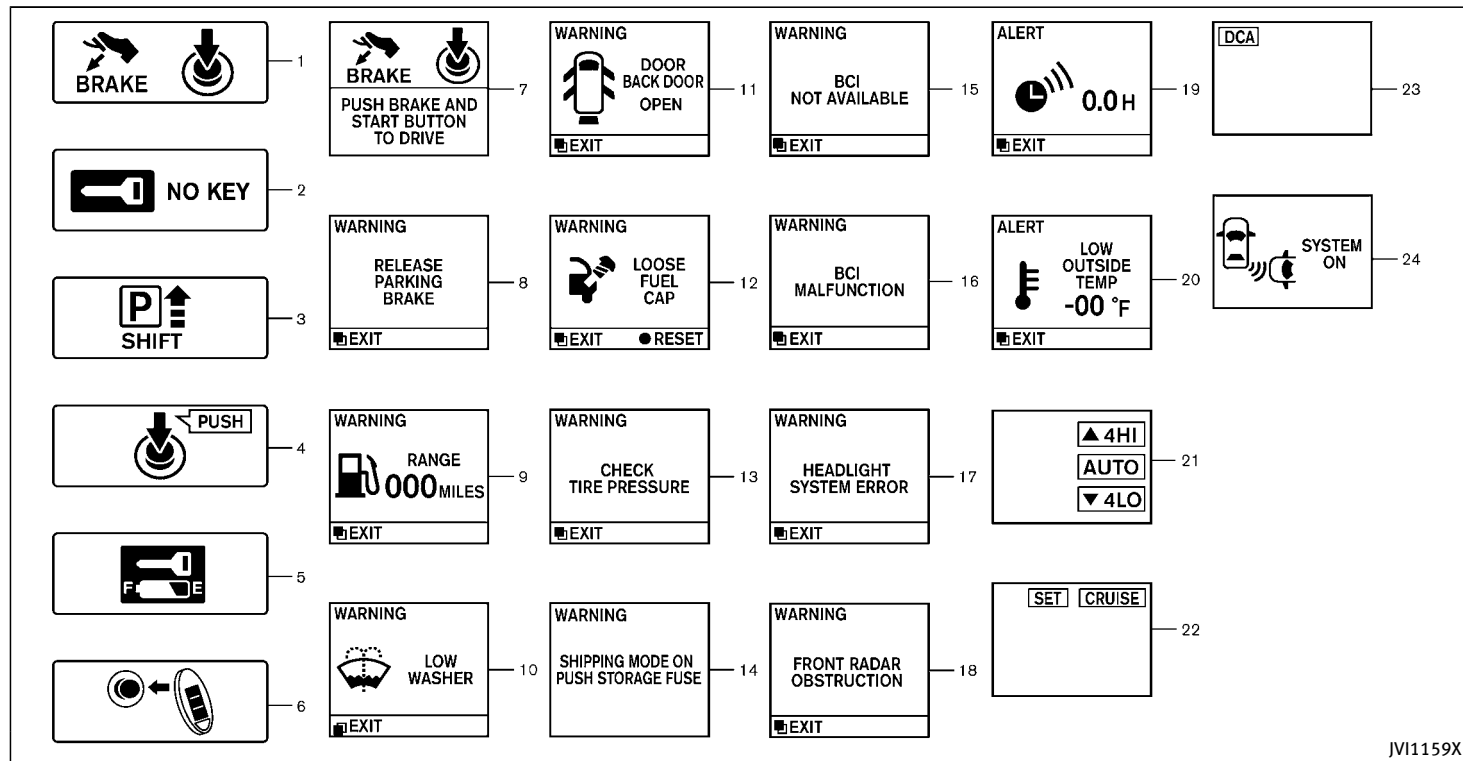 BRAKE
1
NO KEY
2
P
SHIFT
3
PUSH
4
F E
5
6
BRAKE
PUSH BRAKE AND
START BUTTON
TO DRIVE
7
WARNING
RELEASE
PARKING
BRAKE
EXIT
8
WARNING
RANGE
000 MILES
EXIT
9
WARNING
LOW
WASHER
EXIT
10
WARNING
DOOR
BACK DOOR
OPEN
EXIT
11
WARNING
LOOSE
FUEL
CAP
EXIT ●RESET
12
WARNING
CHECK
TIRE PRESSURE
EXIT
13
WARNING
SHIPPING MODE ON
PUSH STORAGE FUSE
14
WARNING
BCI
NOT AVAILABLE
EXIT
15
WARNING
BCI
MALFUNCTION
EXIT
16
WARNING
HEADLIGHT
SYSTEM ERROR
EXIT
17
WARNING
FRONT RADAR
OBSTRUCTION
EXIT
18
ALERT
0.0 H
EXIT
19
ALERT
LOW
OUTSIDE
TEMP
-00 °F
EXIT
20
▲ 4HI
AUTO
▼ 4LO
21
SET CRUISE
22
DCA
23
SYSTEM
ON
24
JVI1159X